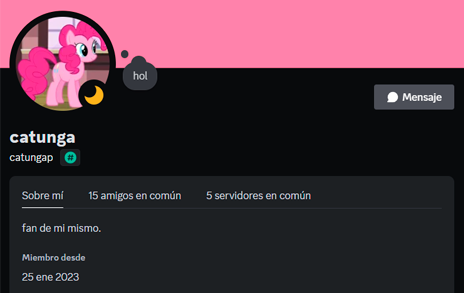 hol
Mensaje
catunga
catungap #
Sobre mí 15 amigos en común 5 servidores en común
fan de mi mismo.
Miembro desde
25 ene 2023